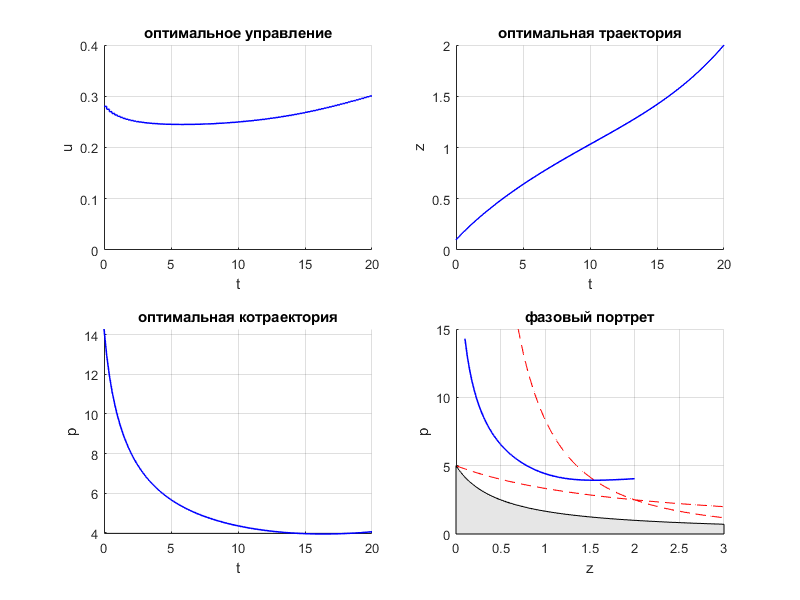 оптимальное управление
0.4
0.3
0.2
0.1
0
u
0 5 10 15 20
t
оптимальная траектория
2
1.5
1
0.5
0
z
0 5 10 15 20
t
оптимальная котраектория
14
12
10
8
6
4
p
0 5 10 15 20
t
фазовый портрет
15
10
5
0
p
0 0.5 1 1.5 2 2.5 3
z